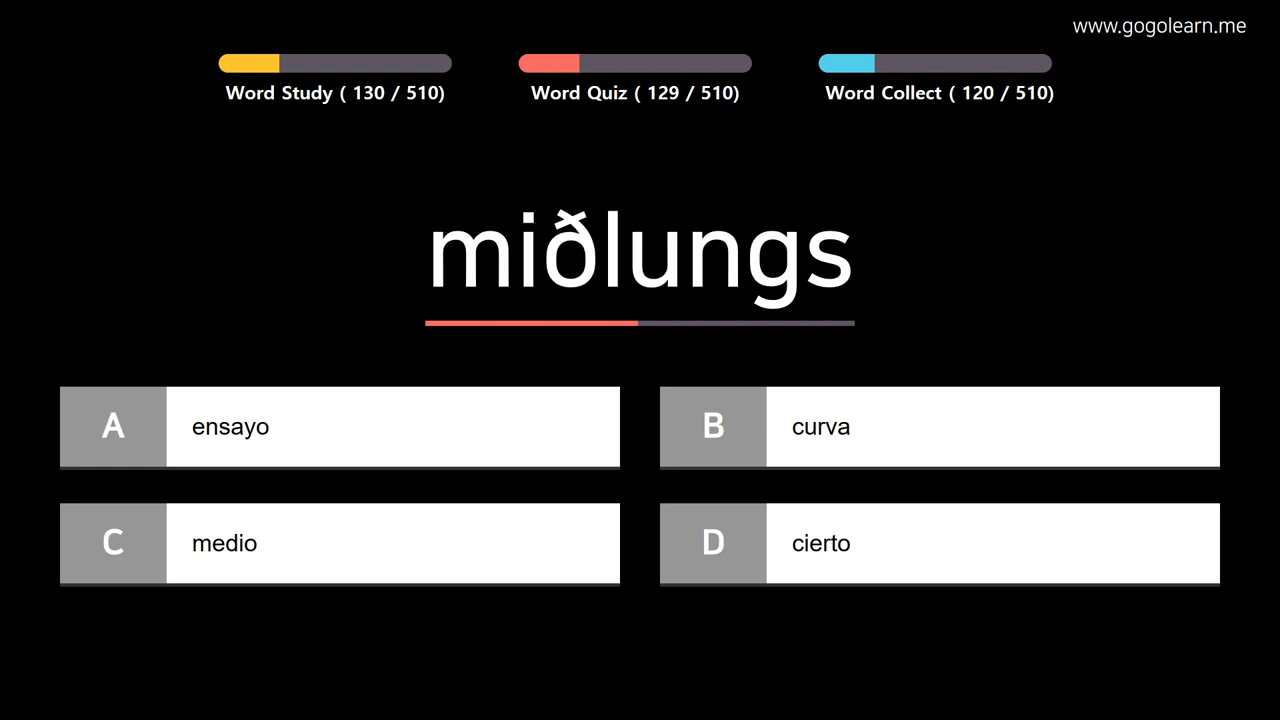 www.gogolearn.me
Word Study ( 130 / 510)
Word Quiz ( 129 / 510)
Word Collect ( 120 / 510)
miðlungs
A ensayo
B curva
C medio
D cierto